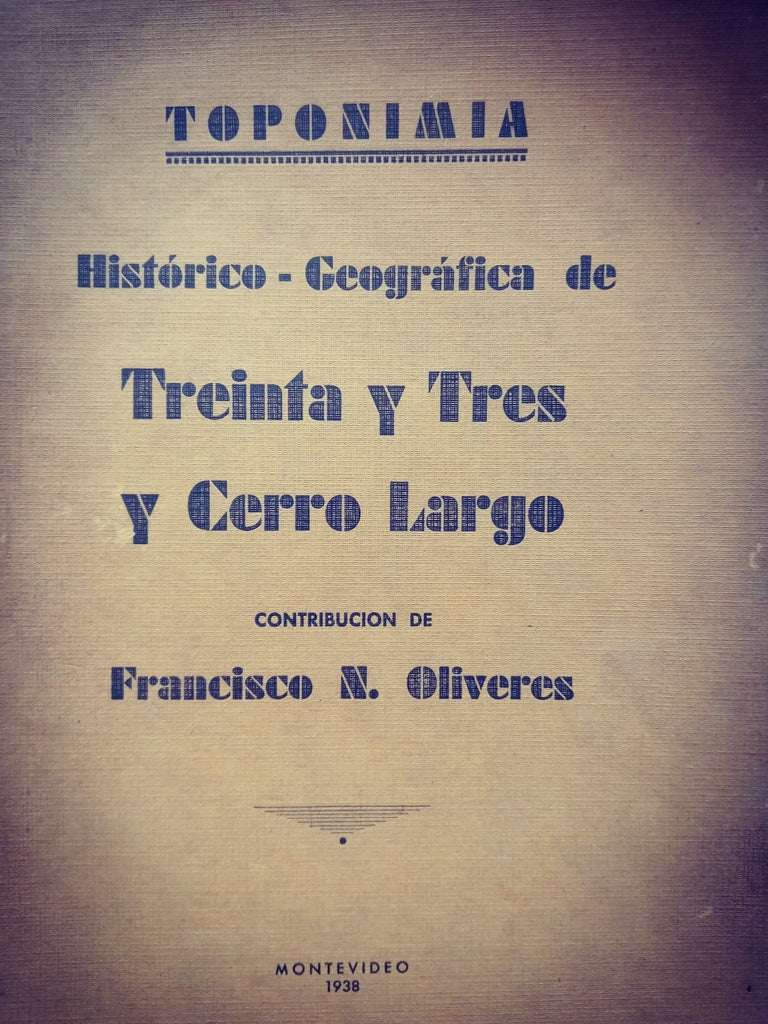 TOPONIMIA
Histórico - Geográfica de
Treinta y Tres
y Cerro Largo
CONTRIBUCION DE
Francisco N. Oliveres
MONTEVIDEO
1938